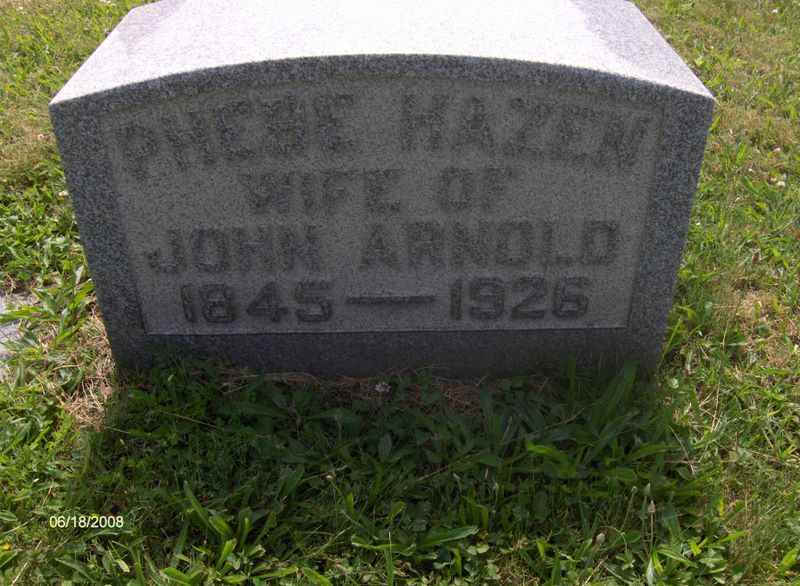 PHEBE HAZEN
WIFE OF
JOHN ARNOLD
1845—1926
06/18/2008